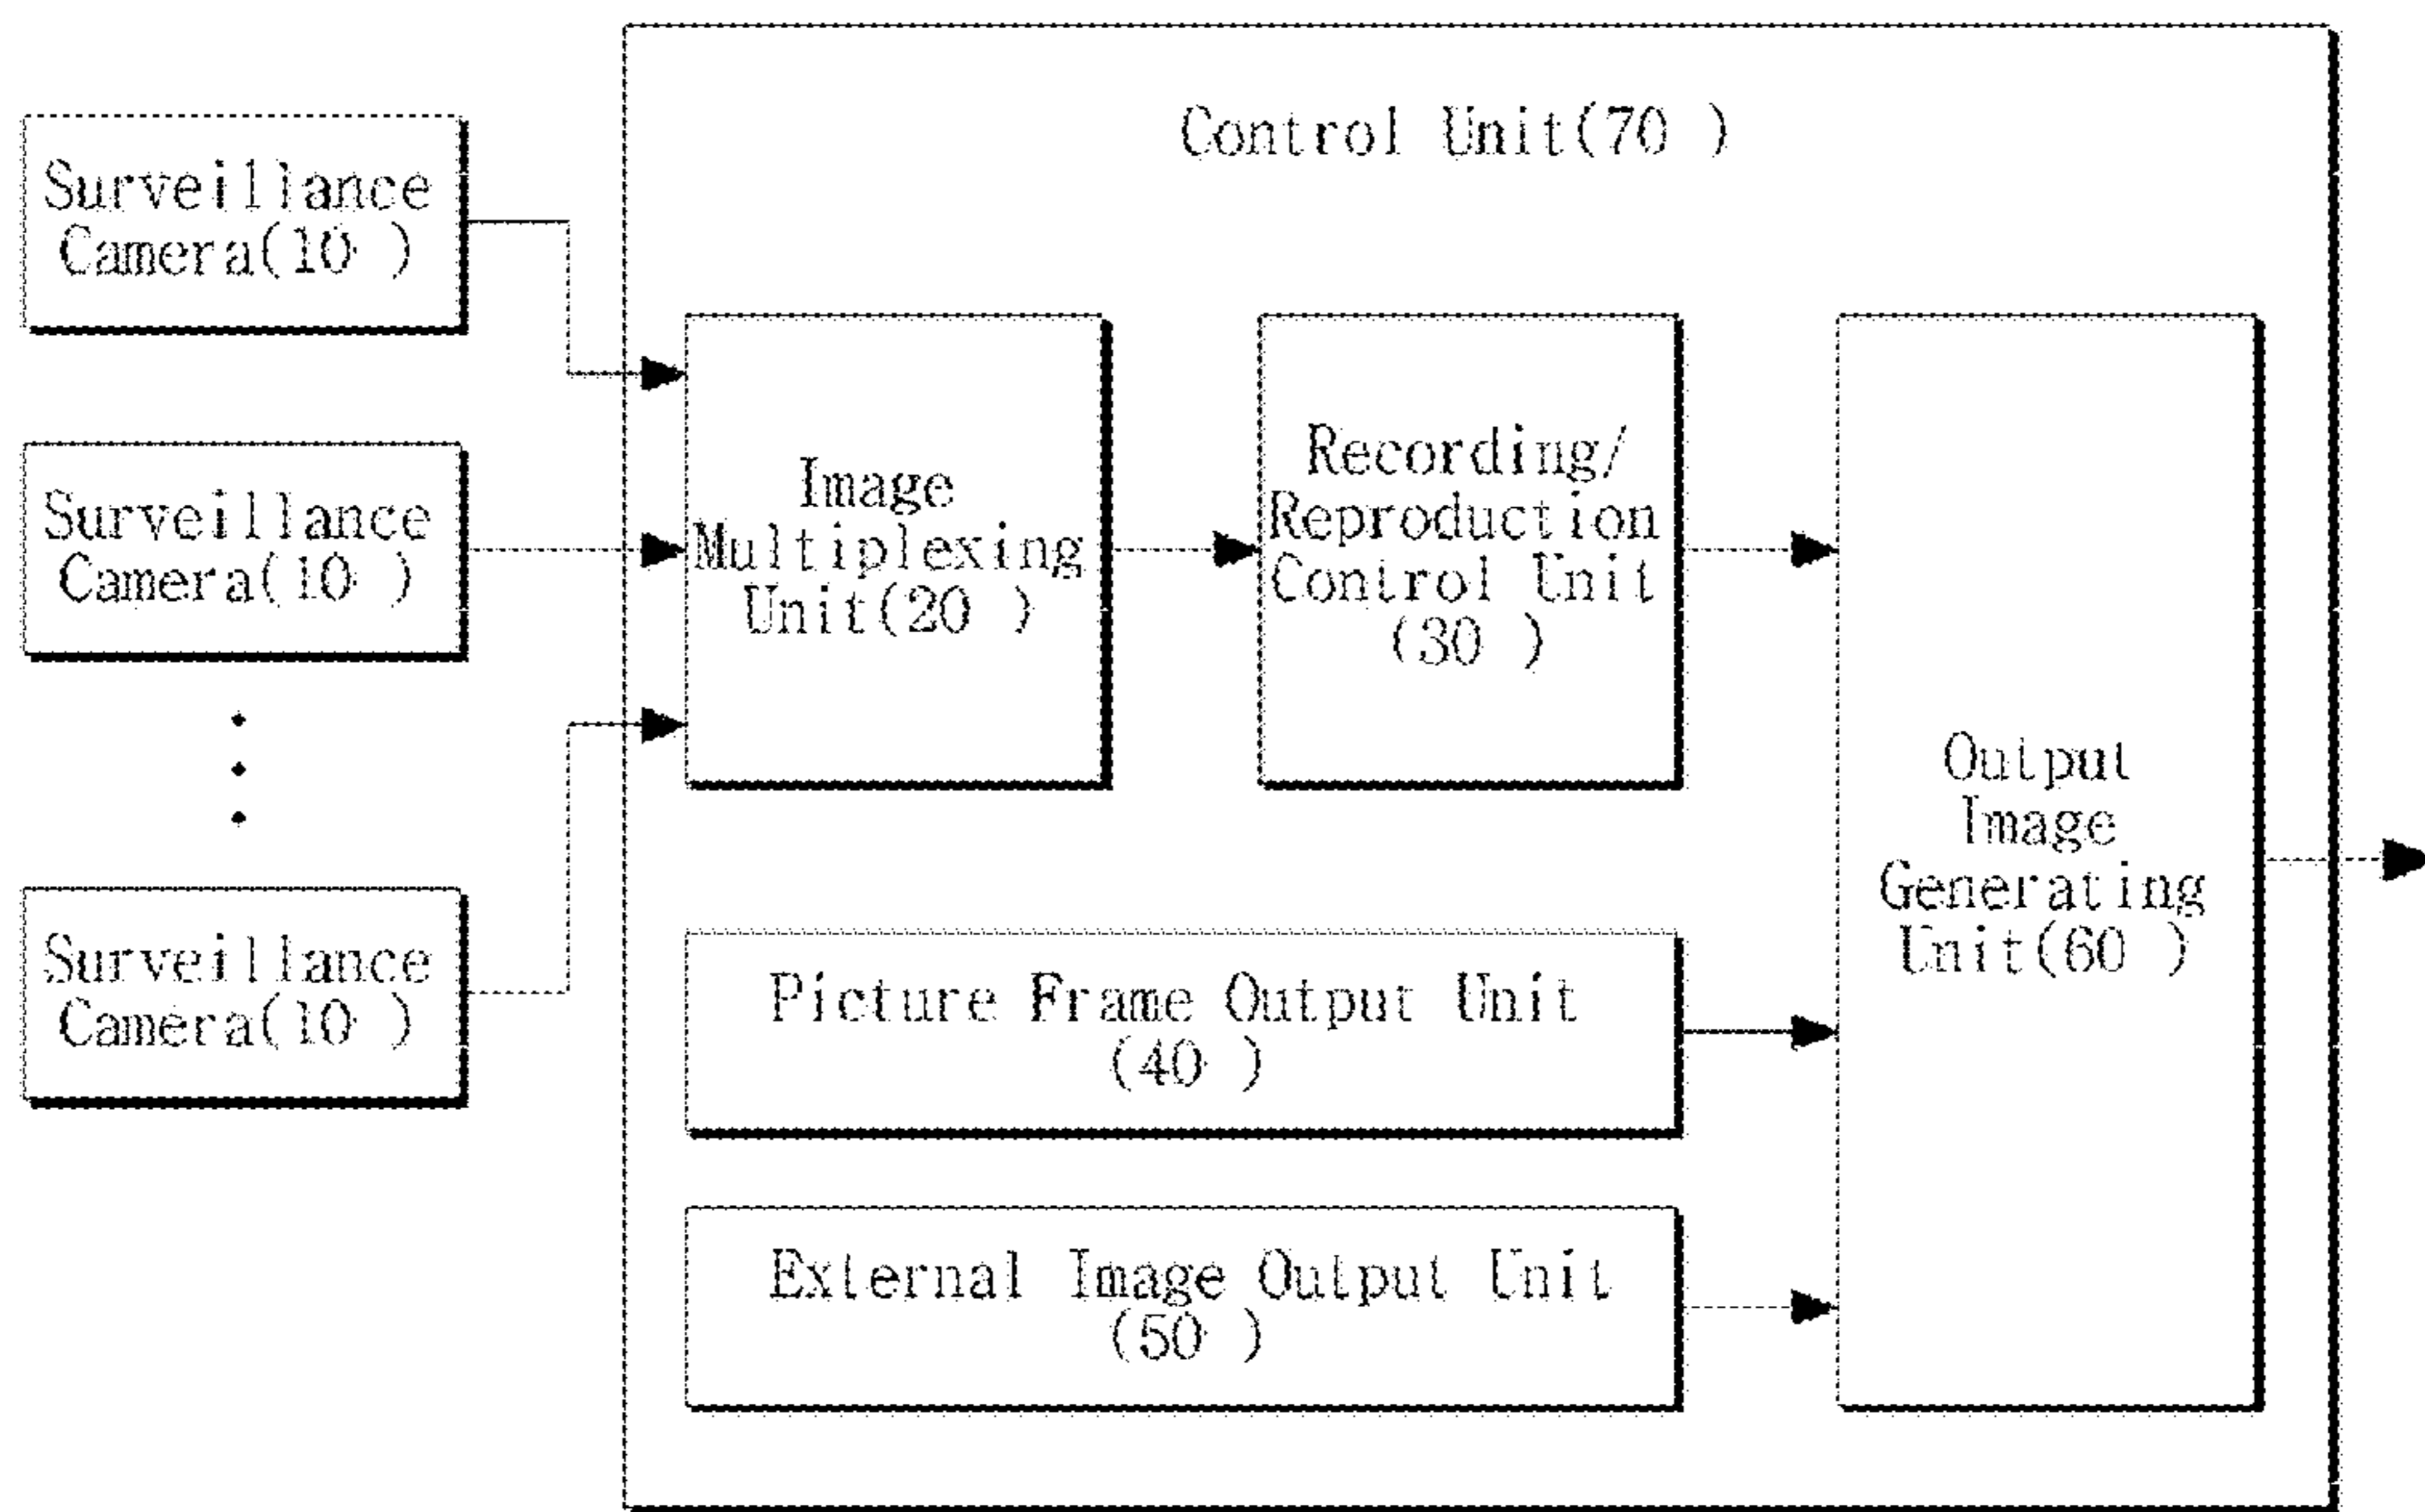 Control Unit(70 )
Surveillance
Camera(10 )
Surveillance
Camera(10 )
Surveillance
Camera(10 )
Image
Multiplexing
Unit(20 )
Recording/
Reproduction
Control Unit
(30 )
Picture Frame Output Unit
(40 )
External Image Output Unit
(50 )
Output
Image
Generating
Unit(60 )